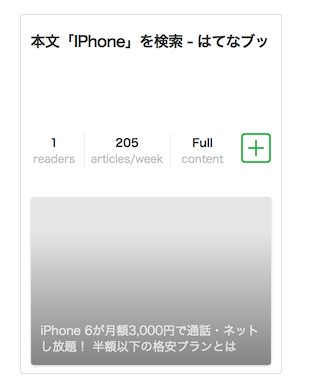 本文「IPhone」を検索 - はてなブッ
1 205 Full
readers articles/week content
iPhone 6が月額3,000円で通話・ネット
し放題！ 半額以下の格安プランとは